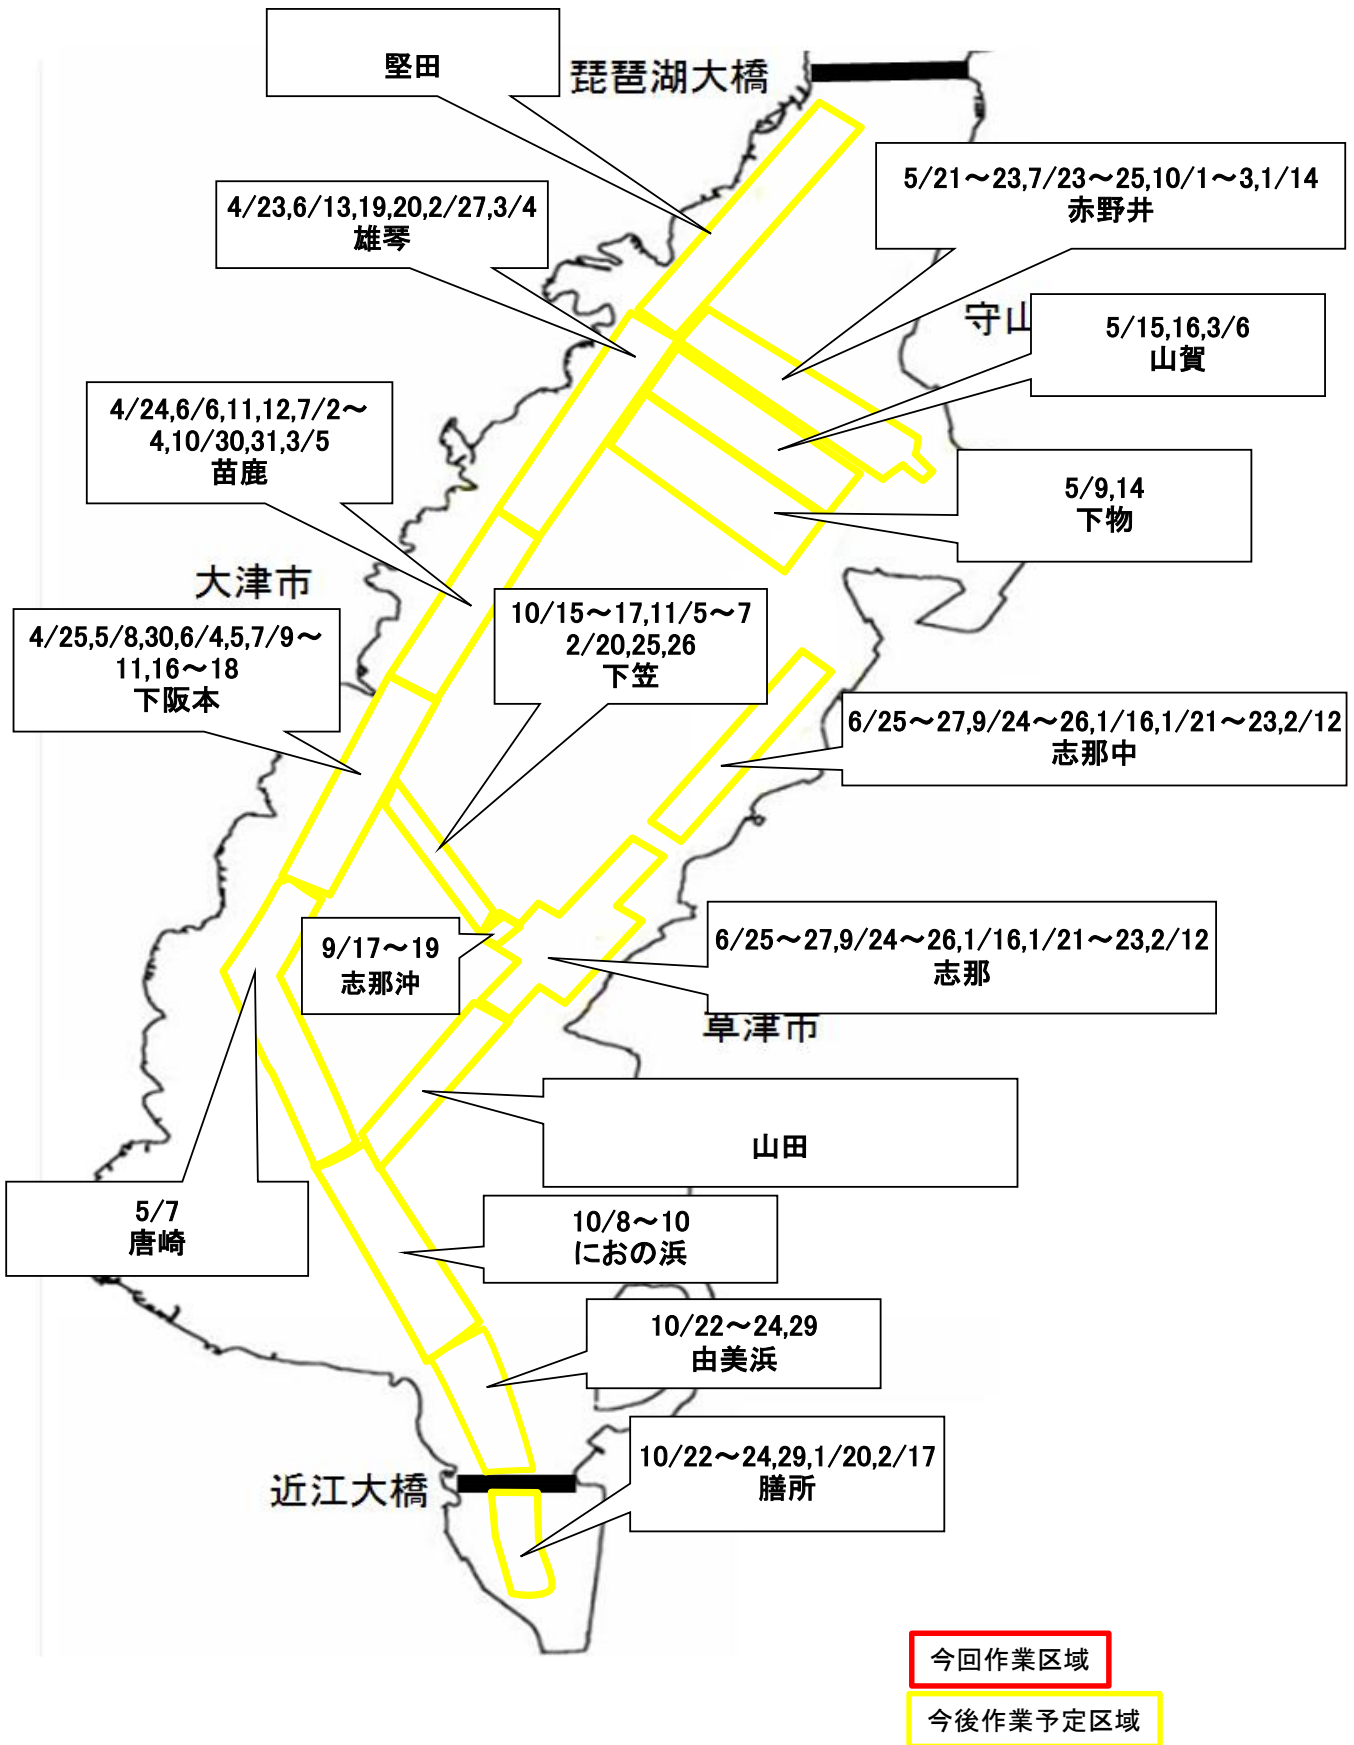 堅田
琵琶湖大橋
5/21～23,7/23～25,10/1～3,1/14
赤野井
4/23,6/13,19,20,2/27,3/4
雄琴
守山
5/15,16,3/6
山賀
4/24,6/6,11,12,7/2～
4,10/30,31,3/5
苗鹿
5/9,14
下物
大津市
10/15～17,11/5～7
2/20,25,26
下笠
4/25,5/8,30,6/4,5,7/9～
11,16～18
下阪本
6/25～27,9/24～26,1/16,1/21～23,2/12
志那中
9/17～19
志那沖
6/25～27,9/24～26,1/16,1/21～23,2/12
志那
草津市
山田
5/7
唐崎
10/8～10
におの浜
10/22～24,29
由美浜
10/22～24,29,1/20,2/17
膳所
近江大橋
今回作業区域
今後作業予定区域